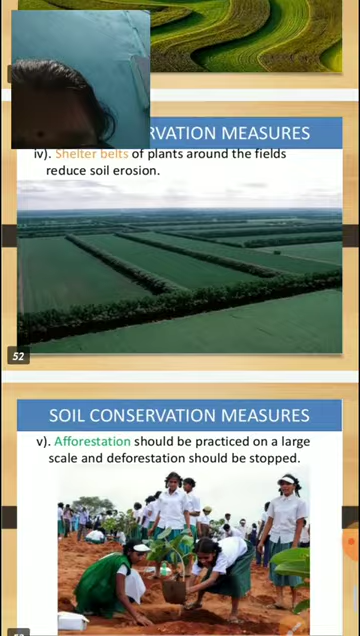 RVATION MEASURES
iv). Shelter belts of plants around the fields
reduce soil erosion.
52
SOIL CONSERVATION MEASURES
v). Afforestation should be practiced on a large
scale and deforestation should be stopped.